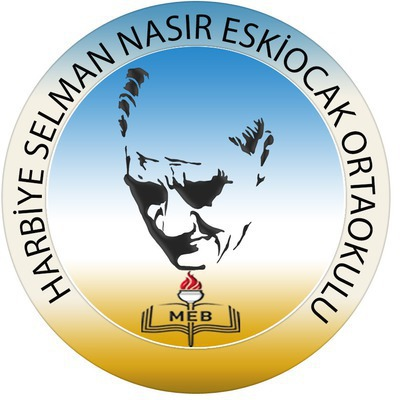 HARBİYE SELMAN NASIR ESKİOCAK ORTAOKULU
MEB